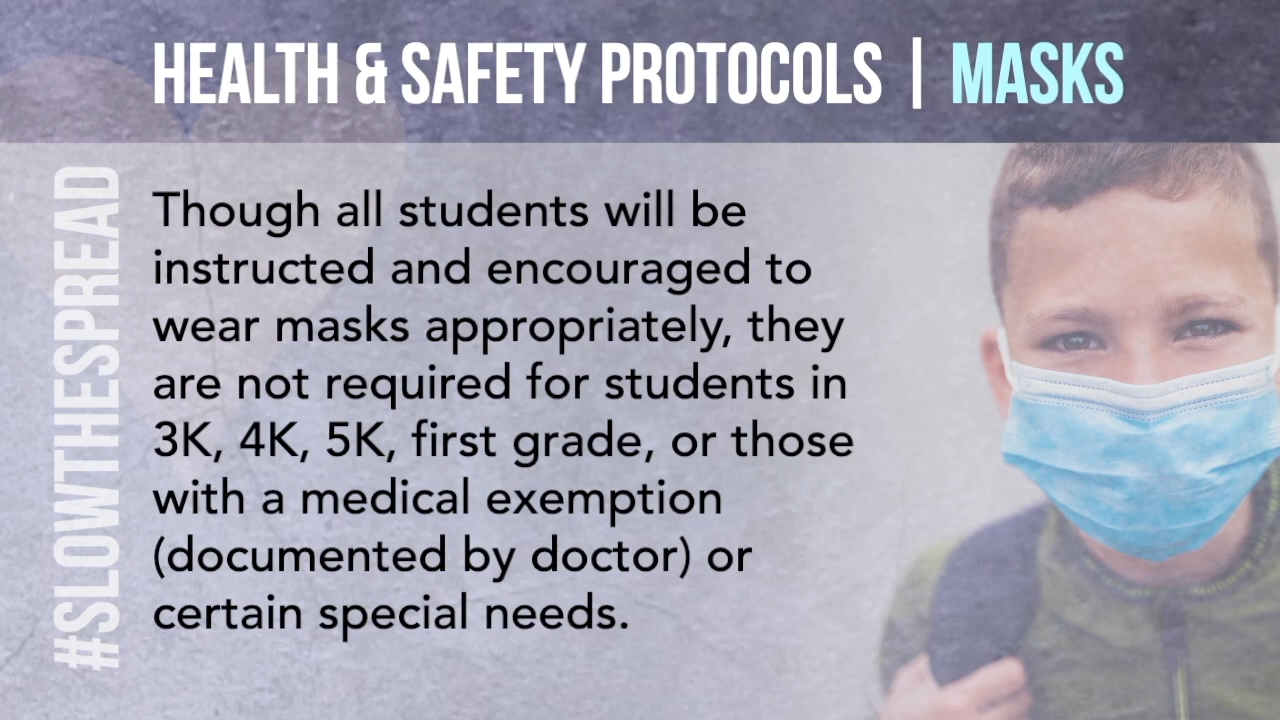 HEALTH & SAFETY PROTOCOLS | MASKS
#SLOWTHESPREAD
Though all students will be
instructed and encouraged to
wear masks appropriately, they
are not required for students in
3K, 4K, 5K, first grade, or those
with a medical exemption
(documented by doctor) or
certain special needs.